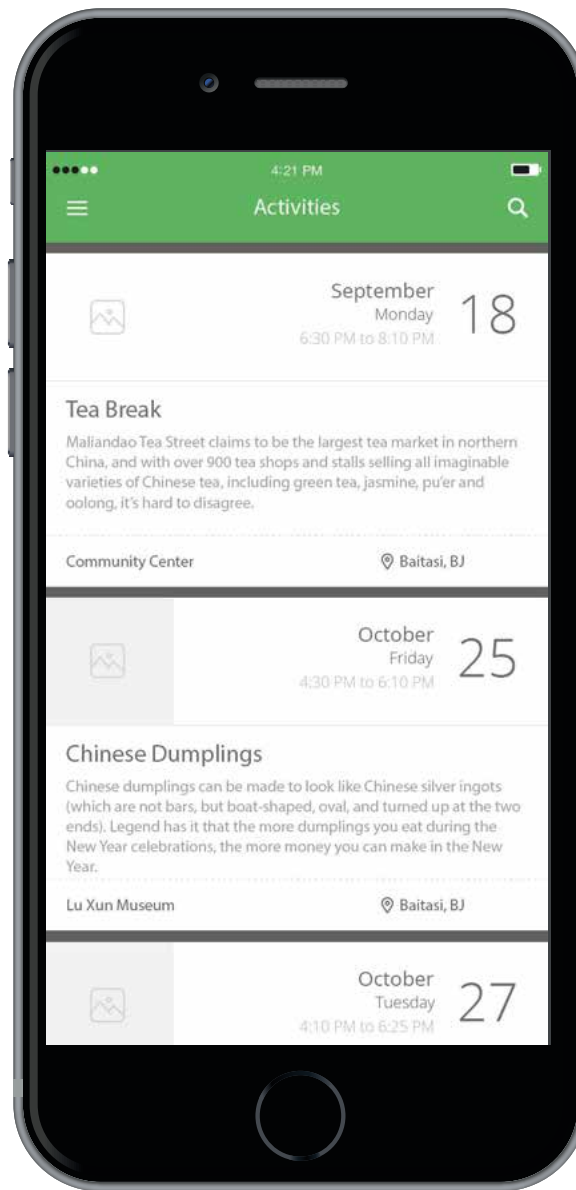 4:21 PM
Activities
September
Monday
18
6:30 PM to 8:10 PM
Tea Break
Maliandao Tea Street claims to be the largest tea market in northern
China, and with over 900 tea shops and stalls selling all imaginable
varieties of Chinese tea, including green tea, jasmine, pu'er and
oolong, it's hard to disagree.
Community Center
Baitasi, BJ
October
Friday
25
4:30 PM to 6:10 PM
Chinese Dumplings
Chinese dumplings can be made to look like Chinese silver ingots
(which are not bars, but boat-shaped, oval, and turned up at the two
ends). Legend has it that the more dumplings you eat during the
New Year celebrations, the more money you can make in the New
Year.
Lu Xun Museum
Baitasi, BJ
October
Tuesday
27
4:10 PM to 6:25 PM